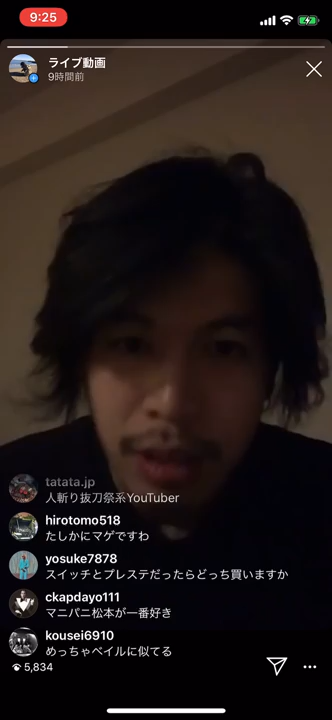 9:25
ライブ動画
9時間前
tatata.jp
人斬り抜刀祭系YouTuber
hirotomo518
たしかにマゲですわ
yosuke7878
スイッチとプレステだったらどっち買いますか
ckapdayo111
マニパニ松本が一番好き
kousei6910
めっちゃベイルに似てる
5,834